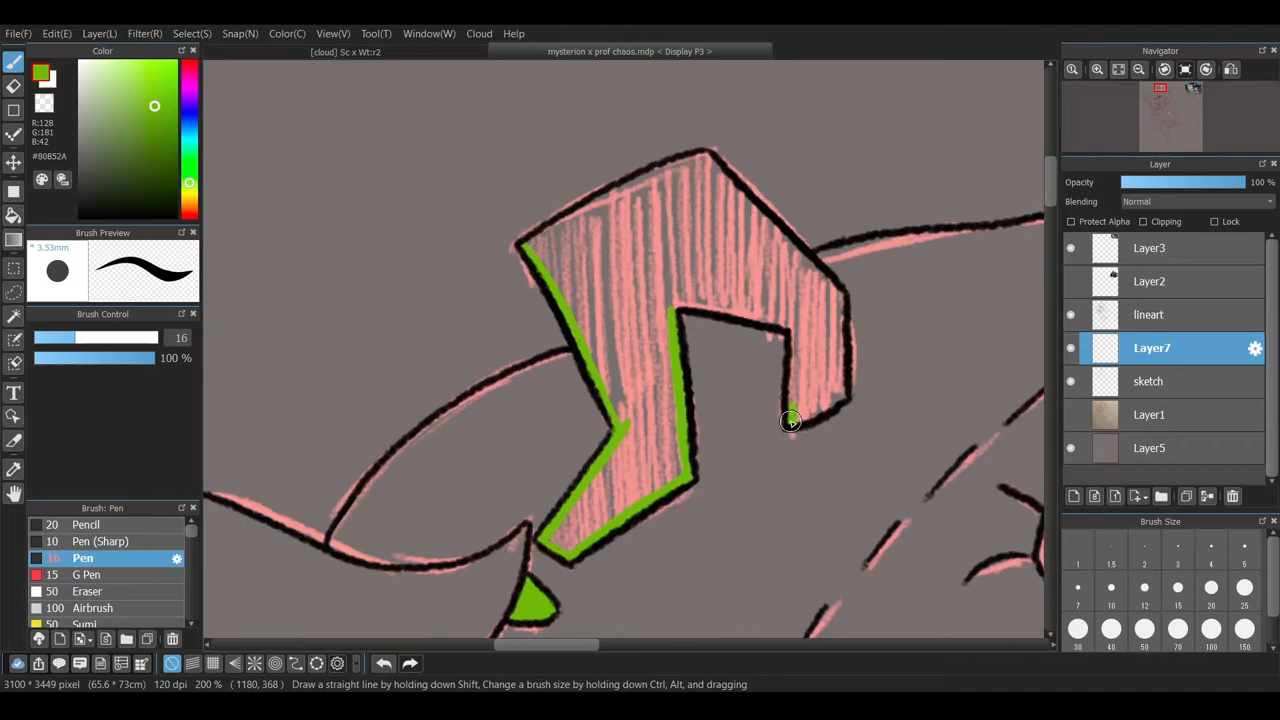 File(F) Edit(E) Layer(L) Filter(R) Select(S) Snap(N) Color(C) View(V) Tool(T) Window(W) Cloud Help
Color
[cloud] Sc x Wt:r2
mysterion x prof chaos.mdp < Display P3 >
Navigator
R:128
G:181
B:42
#80B52A
Brush Preview
* 3.53mm
Brush Control
16
100 %
Brush: Pen
20 Pencil
10 Pen (Sharp)
16 Pen
15 G Pen
50 Eraser
100 Airbrush
50 Sumi
Layer
Opacity 100 %
Blending Normal
Protect Alpha Clipping Lock
Layer3
Layer2
lineart
Layer7
sketch
Layer1
Layer5
Brush Size
1 1.5 2 3 4 5
7 10 12 15 20 25
30 40 50 70 100 150
3100 * 3449 pixel (65.6 * 73cm) 120 dpi 200 % ( 1180, 368 ) Draw a straight line by holding down Shift, Change a brush size by holding down Ctrl, Alt, and dragging